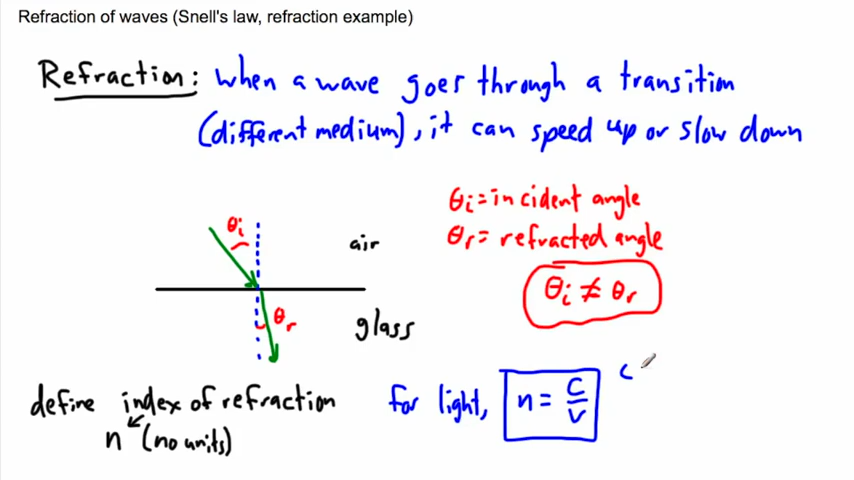 Refraction of waves (Snell's law, refraction example)
Refraction: when a wave goes through a transition
(different medium), it can speed up or slow down
θi
air
θr
glass
θi = incident angle
θr = refracted angle
θi ≠ θr
define index of refraction
n (no units)
for light, n = c/v
c